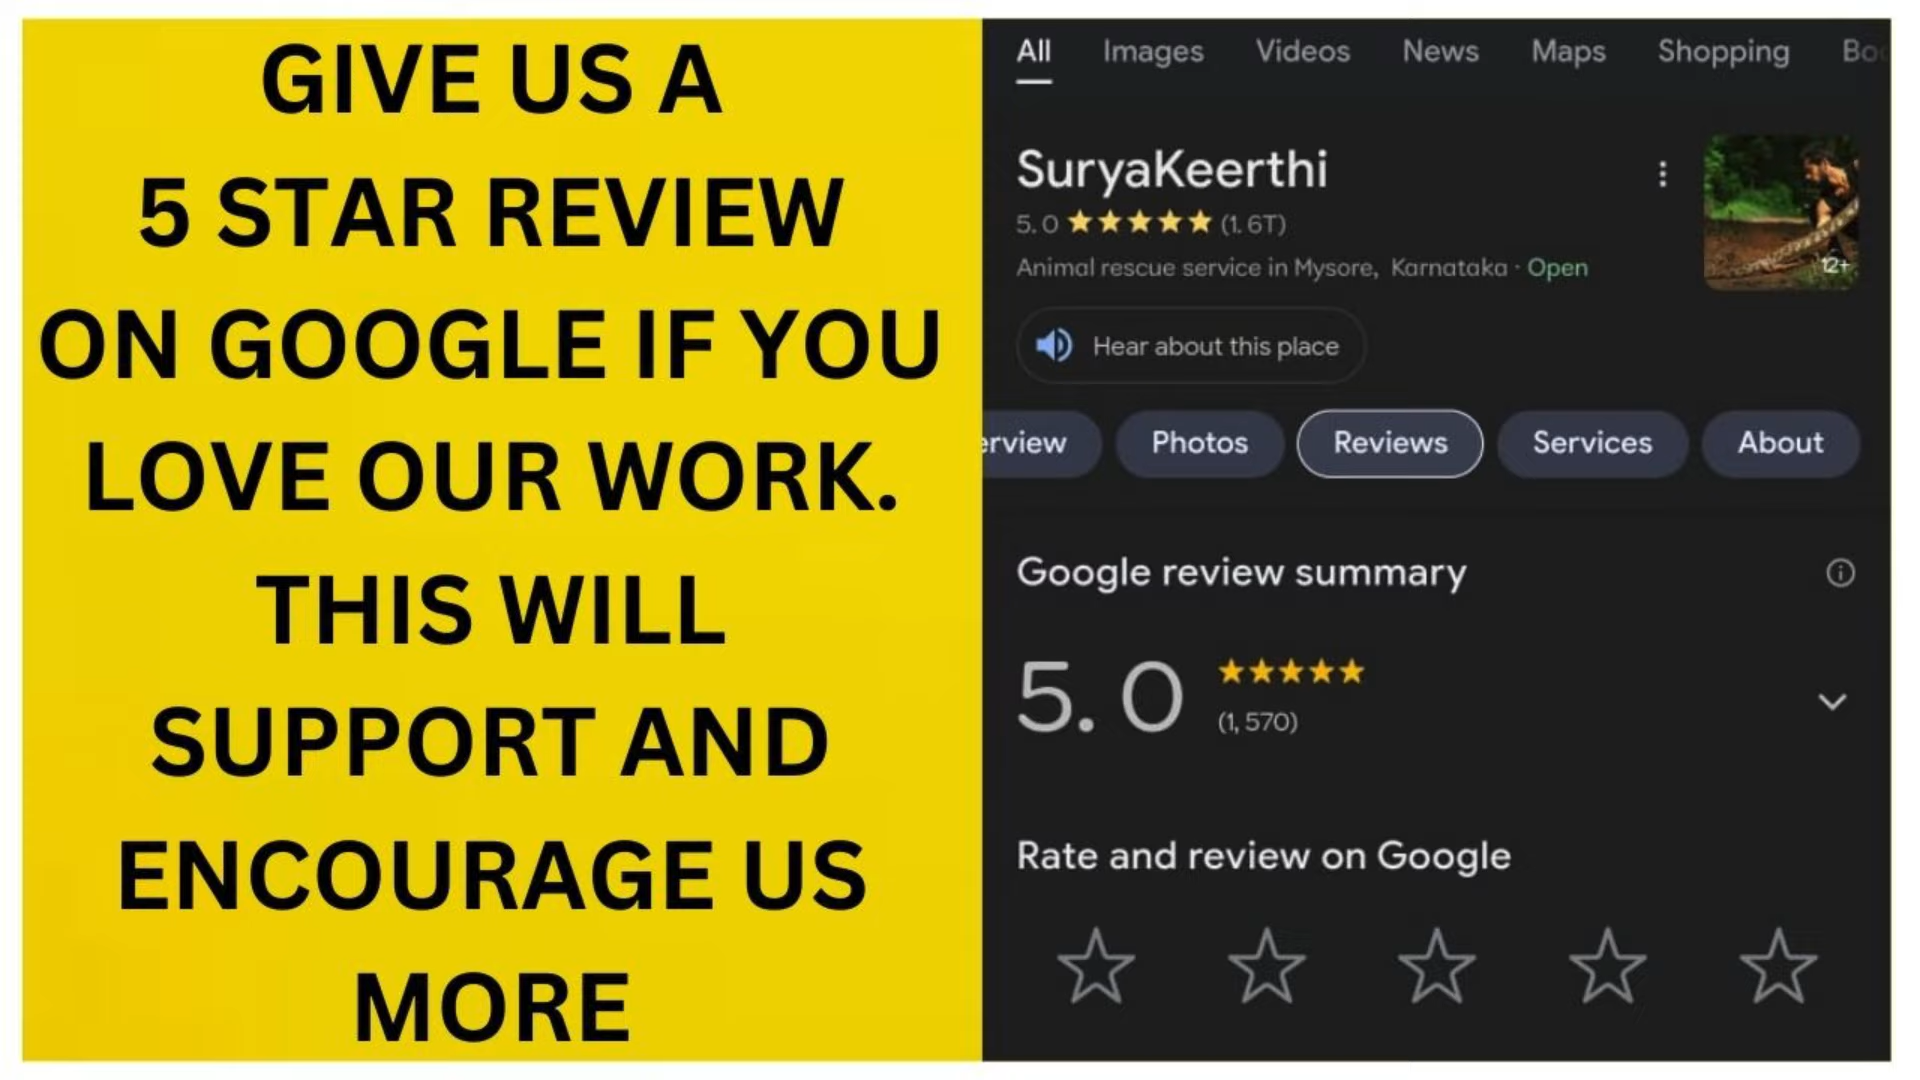 GIVE US A
5 STAR REVIEW
ON GOOGLE IF YOU
LOVE OUR WORK.
THIS WILL
SUPPORT AND
ENCOURAGE US
MORE
All Images Videos News Maps Shopping Boo
SuryaKeerthi
5.0 (1.6T)
Animal rescue service in Mysore, Karnataka · Open
12+
Hear about this place
erview Photos Reviews Services About
Google review summary
5.0
(1,570)
Rate and review on Google